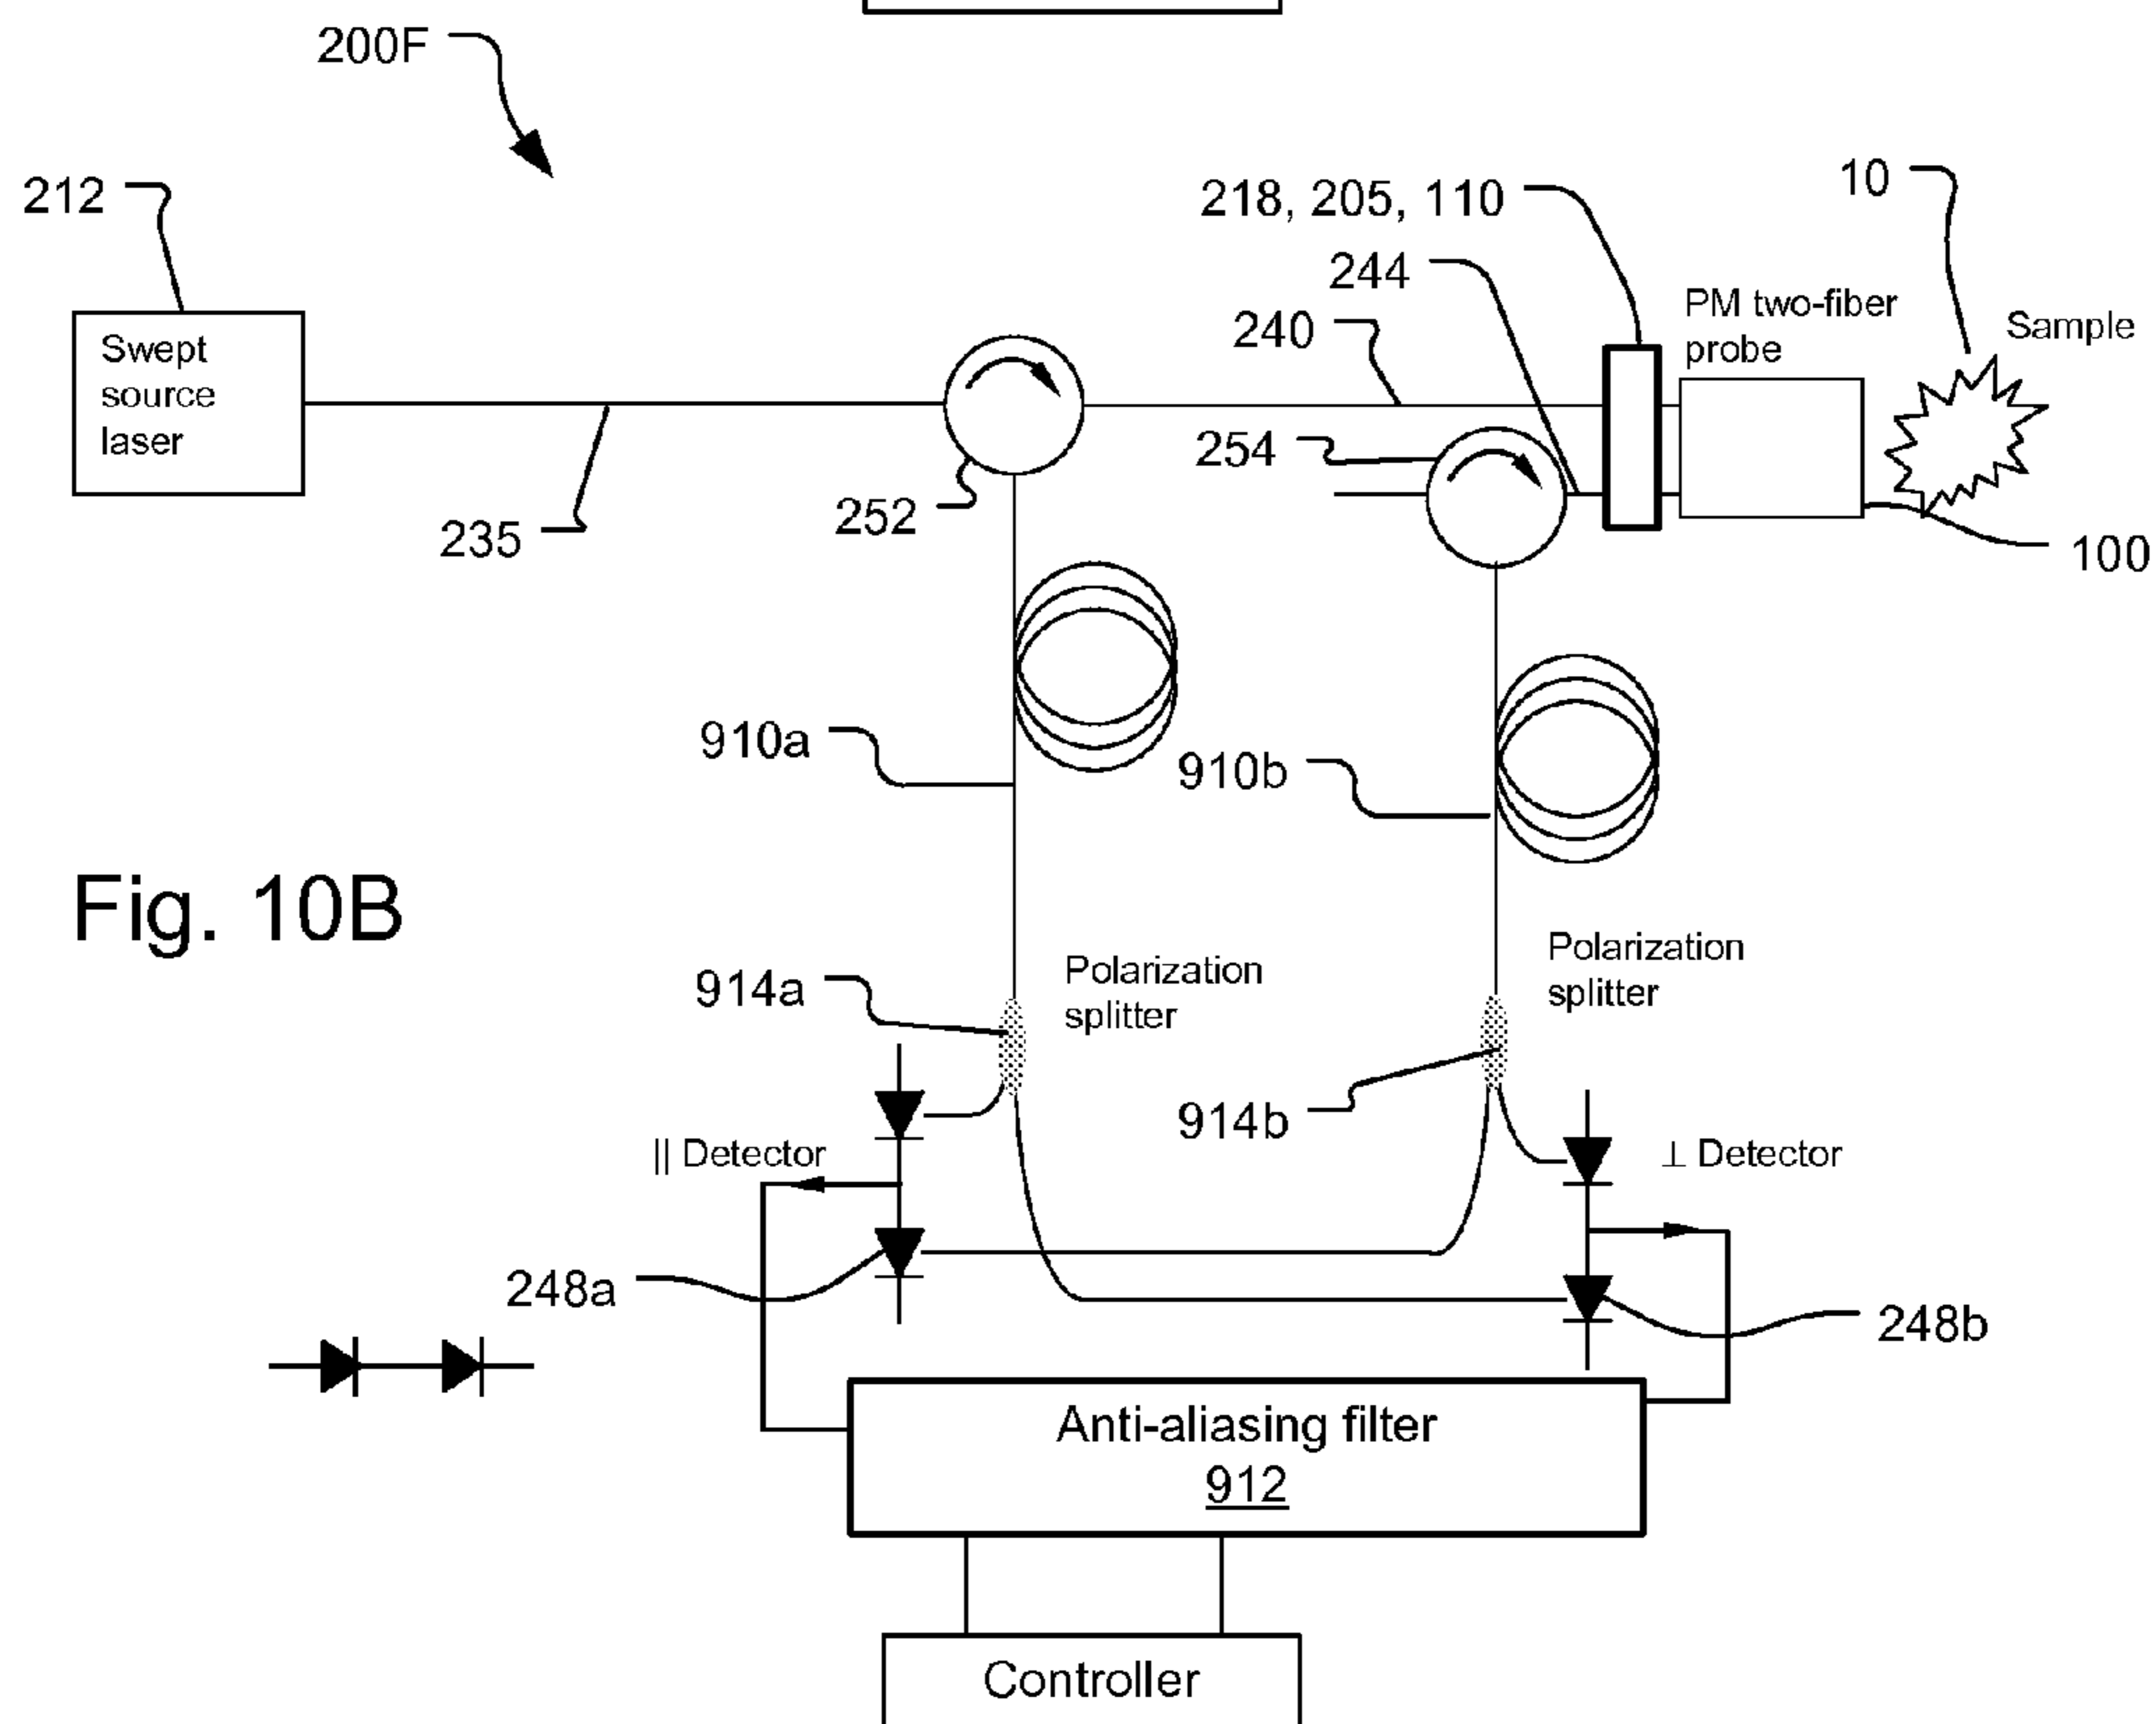 200F
212
Swept
source
laser
235
252
218, 205, 110
244
240
254
10
PM two-fiber
probe
Sample
100
910a
910b
Fig. 10B
914a
Polarization
splitter
Polarization
splitter
914b
|| Detector
⊥ Detector
248a
248b
Anti-aliasing filter
912
Controller